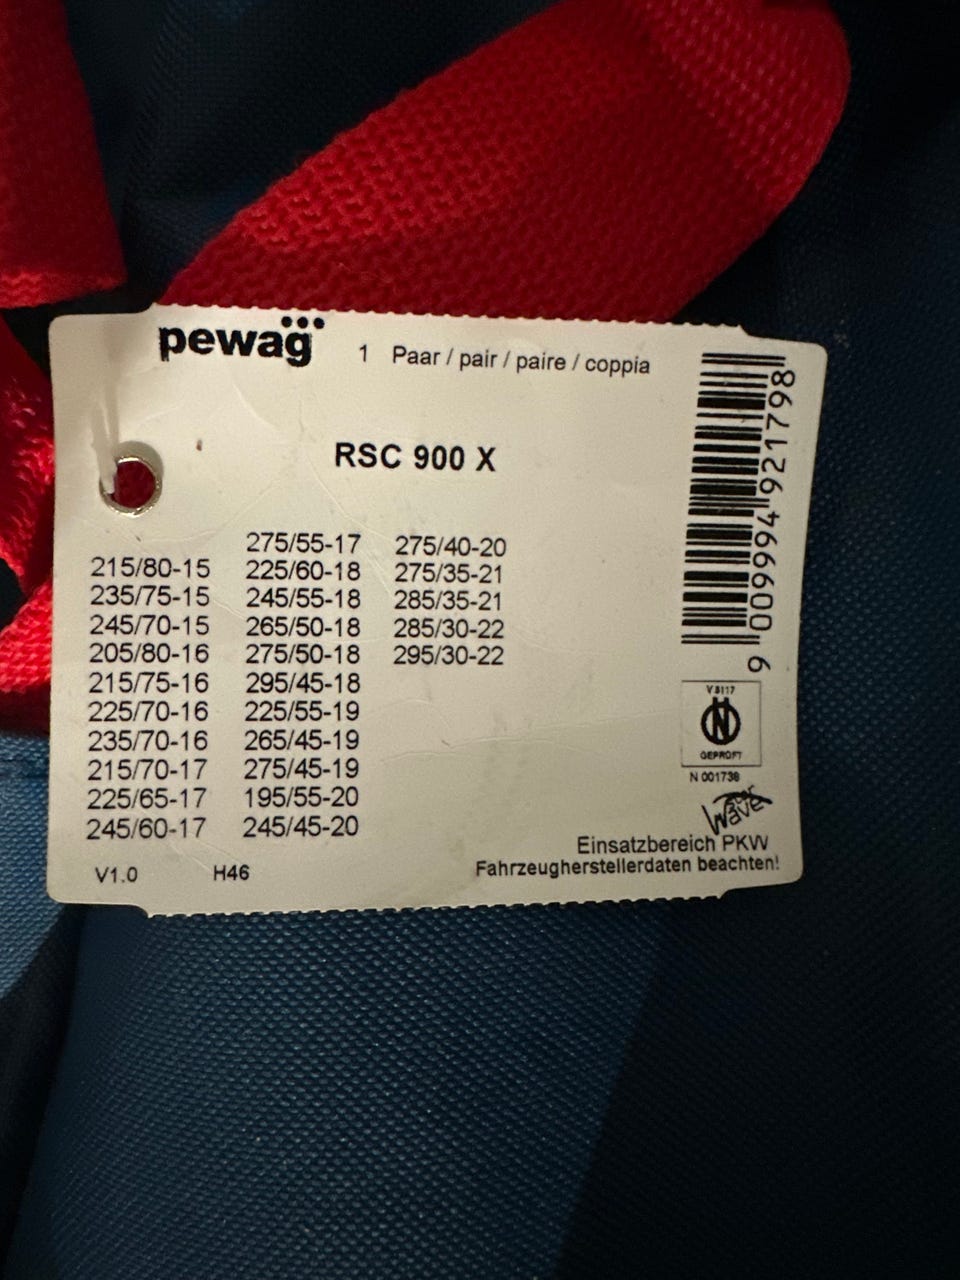 pewag
1 Paar / pair / paire / coppia
RSC 900 X
215/80-15
235/75-15
245/70-15
205/80-16
215/75-16
225/70-16
235/70-16
215/70-17
225/65-17
245/60-17
275/55-17
225/60-18
245/55-18
265/50-18
275/50-18
295/45-18
225/55-19
265/45-19
275/45-19
195/55-20
245/45-20
275/40-20
275/35-21
285/35-21
285/30-22
295/30-22
9 009994 921798
V 5117
GEPRÜFT
N 001738
Wave
Einsatzbereich PKW
Fahrzeugherstellerdaten beachten!
V1.0 H46